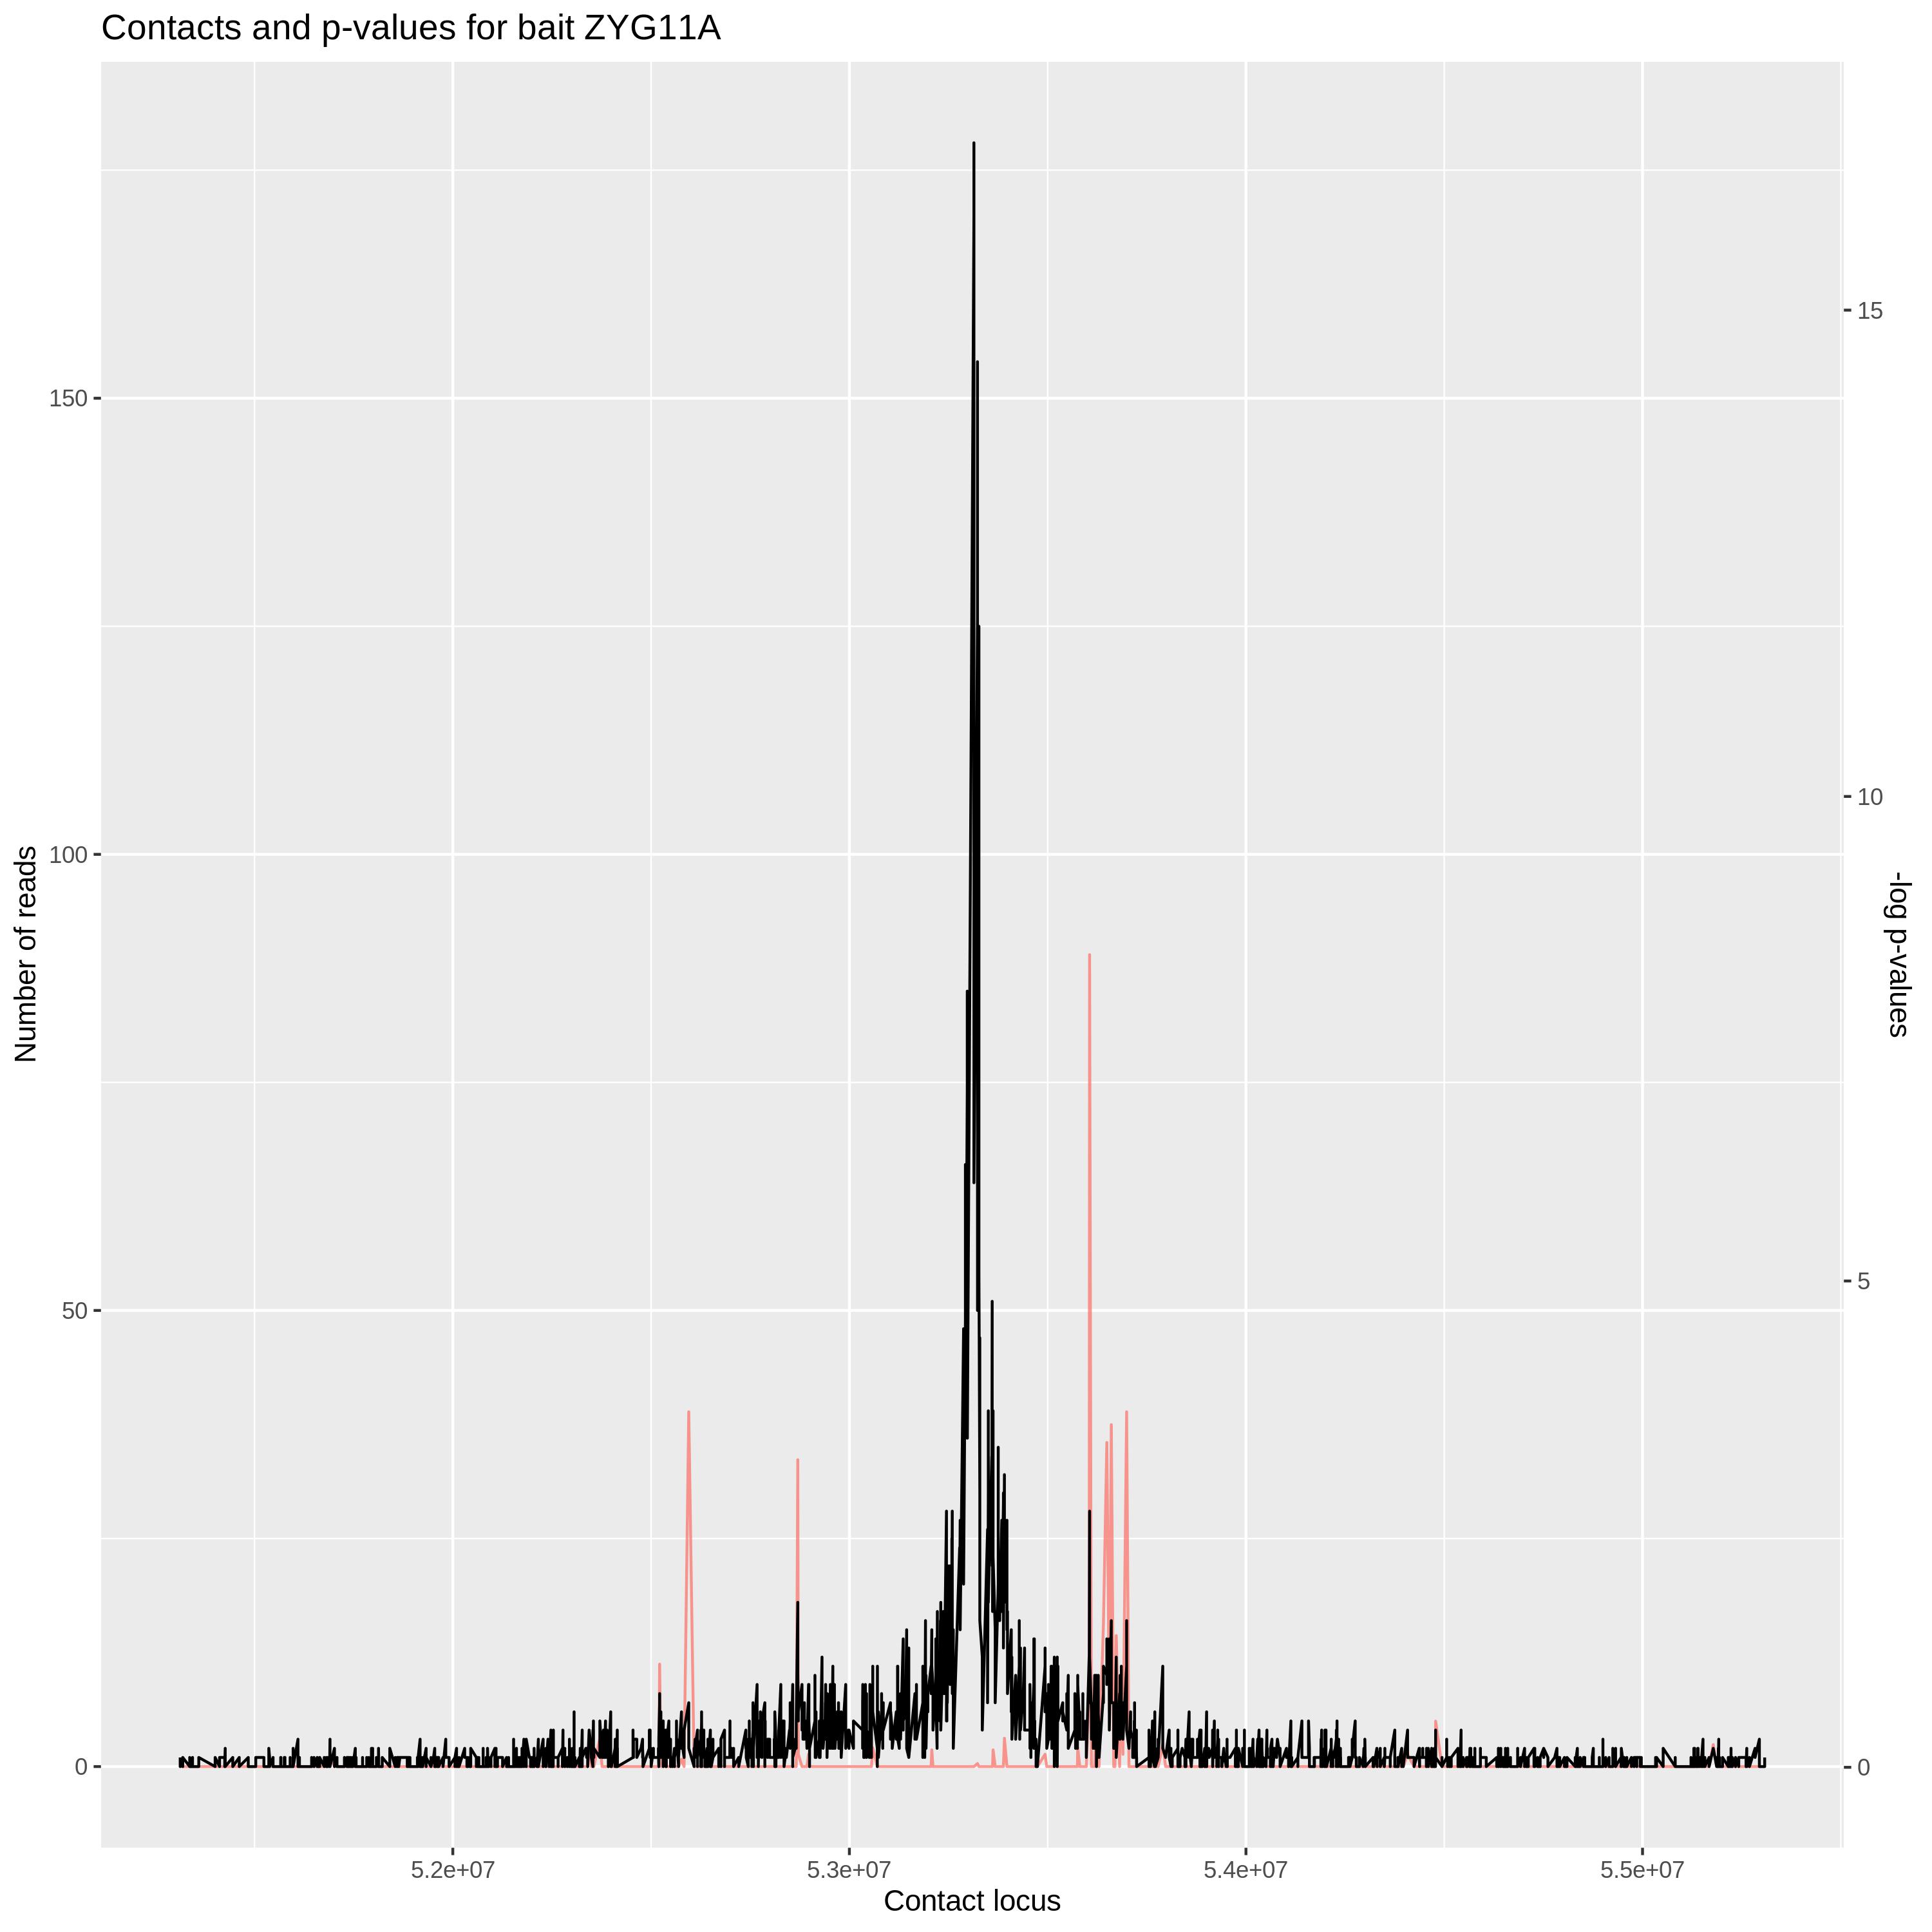 Contacts and p-values for bait ZYG11A
Number of reads
150
100
50
0
15
10
5
0
-log p-values
5.2e+07
5.3e+07
5.4e+07
5.5e+07
Contact locus